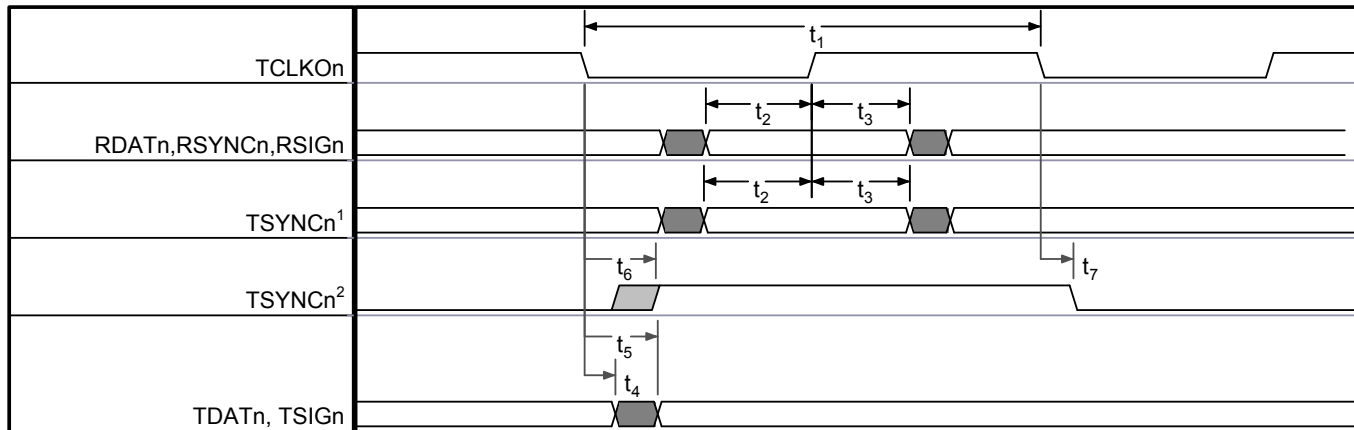 t₁
TCLKOn
t₂ t₃
RDATn,RSYNCn,RSIGn
t₂ t₃
TSYNCn¹
t₆ t₇
TSYNCn²
t₅
t₄
TDATn, TSIGn